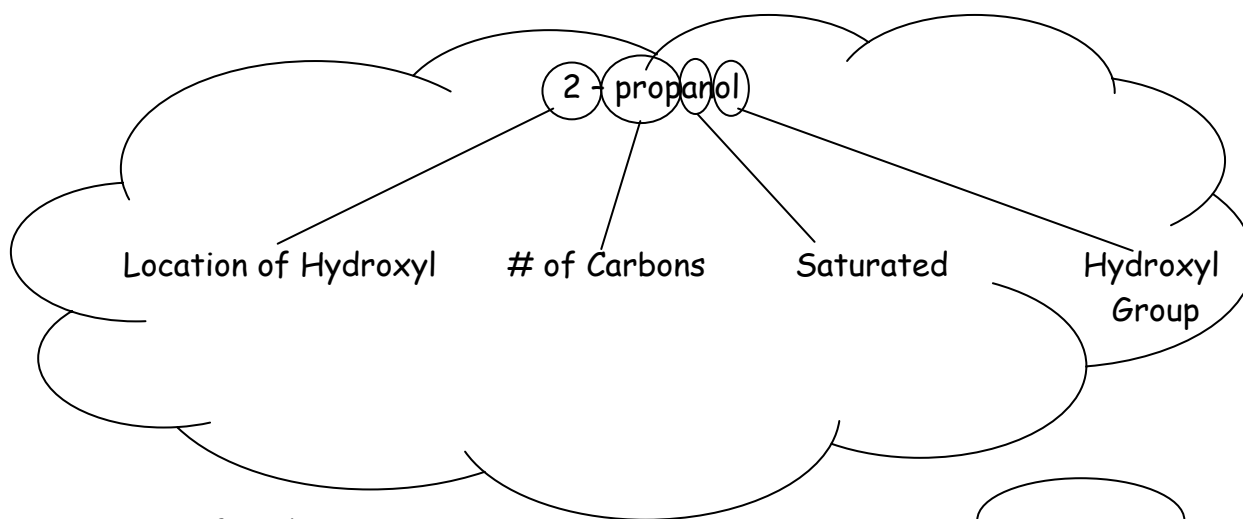 2 - propanol
Location of Hydroxyl # of Carbons Saturated Hydroxyl
Group